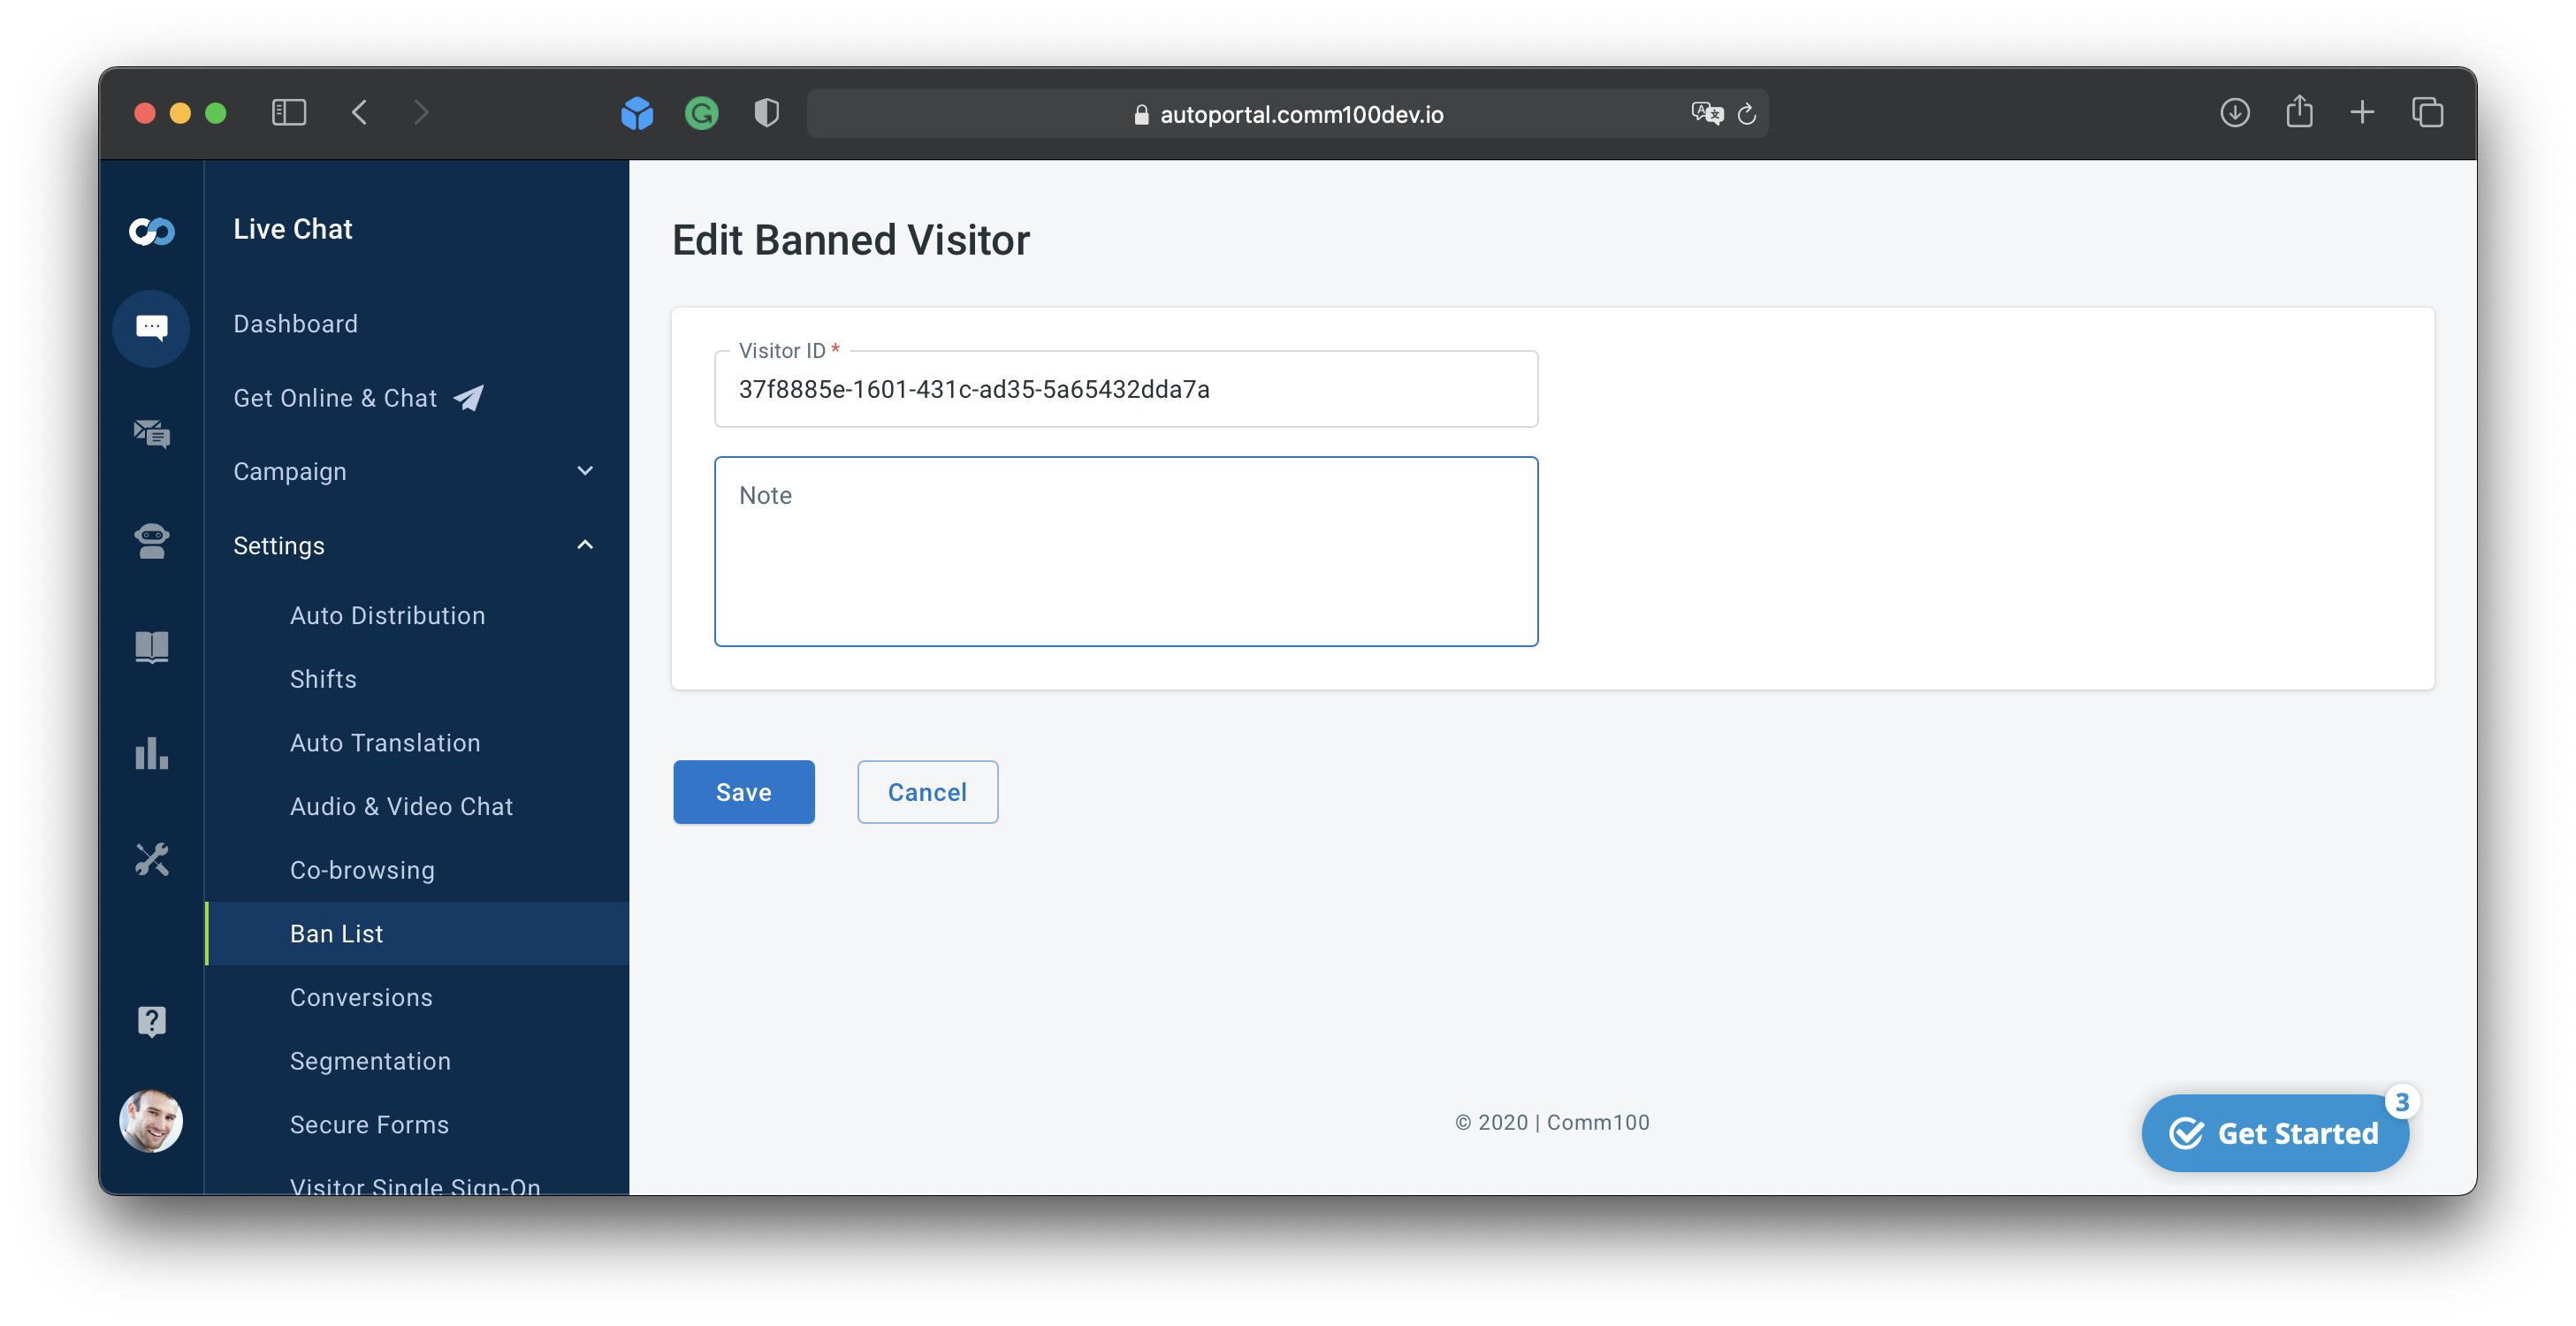 autoportal.comm100dev.io
Live Chat
Dashboard
Get Online & Chat
Campaign
Settings
Auto Distribution
Shifts
Auto Translation
Audio & Video Chat
Co-browsing
Ban List
Conversions
Segmentation
Secure Forms
Visitor Single Sign-On
Edit Banned Visitor
Visitor ID *
37f8885e-1601-431c-ad35-5a65432dda7a
Note
Save
Cancel
© 2020 | Comm100
3
Get Started